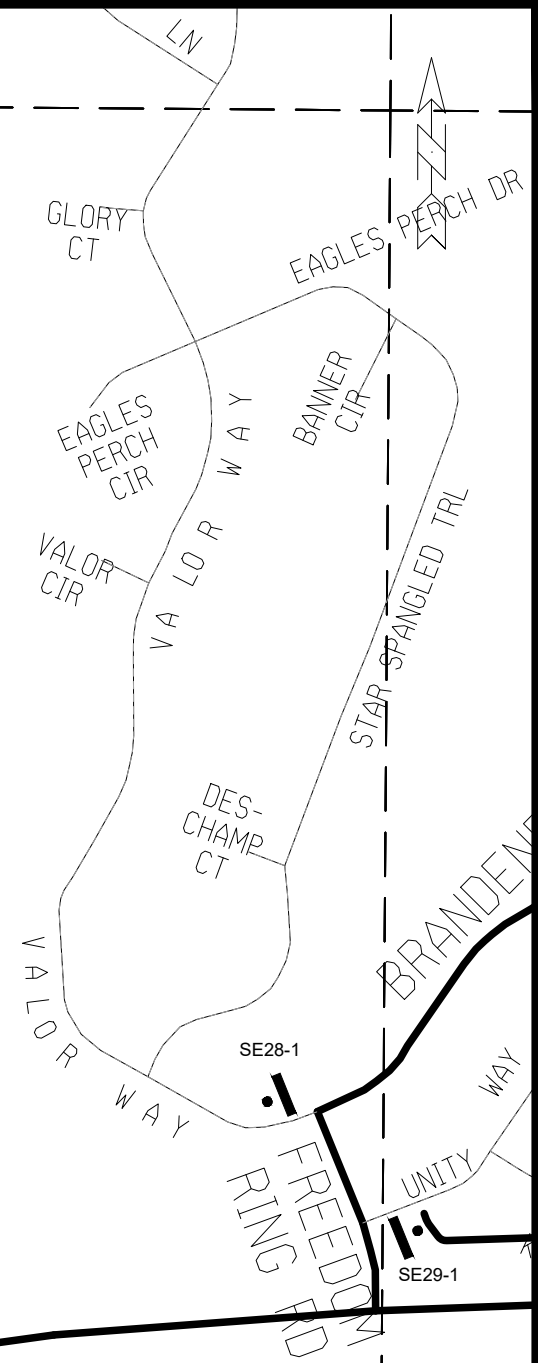 LN
GLORY
CT
EAGLES PERCH DR
N
BANNER
CIR
EAGLES
PERCH
CIR
VALOR WAY
VALOR
CIR
STAR SPANGLED TRL
DES-
CHAMP
CT
VALOR WAY
SE28-1
WAY
UNITY
FREEDOM
RING RD
SE29-1